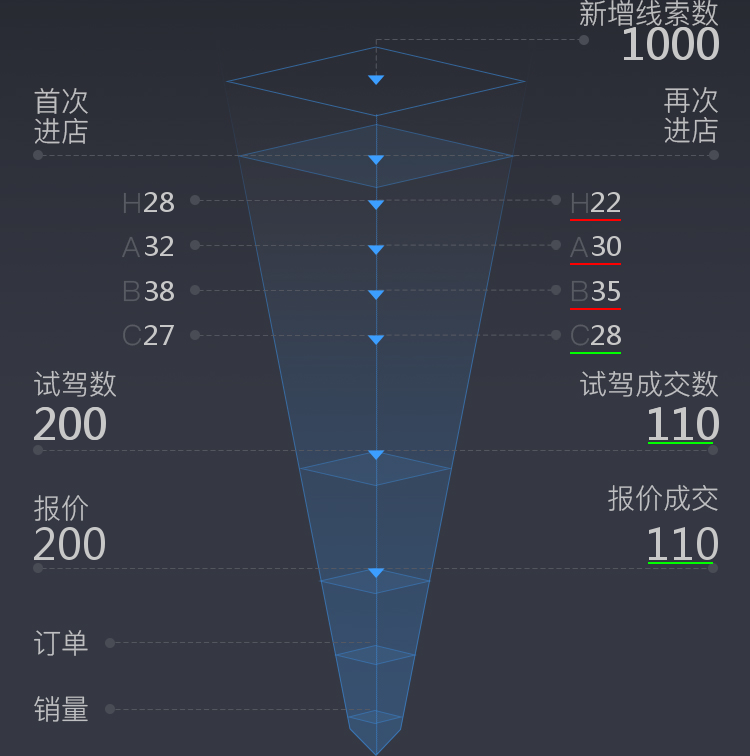 新增线索数
1000
首次
进店
再次
进店
H28
H22
A32
A30
B38
B35
C27
C28
试驾数
200
试驾成交数
110
报价
200
报价成交
110
订单
销量